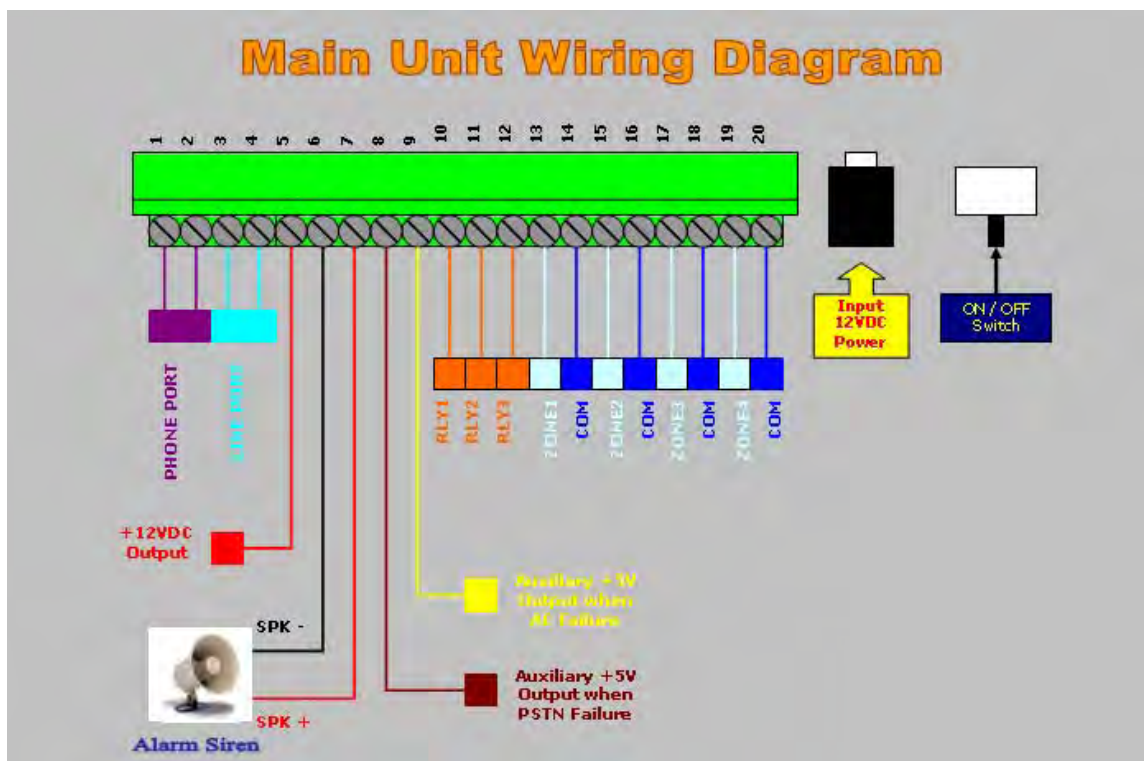 Main Unit Wiring Diagram
1 2 3 4 5 6 7 8 9 10 11 12 13 14 15 16 17 18 19 20
Input
12VDC
Power
ON / OFF
Switch
PHONE PORT
LINE PORT
RLY1
RLY2
RLY3
ZONE1
COM
ZONE2
COM
ZONE3
COM
ZONE4
COM
+12VDC
Output
Auxiliary +5V
Output when
AC Failure
SPK -
SPK +
Alarm Siren
Auxiliary +5V
Output when
PSTN Failure